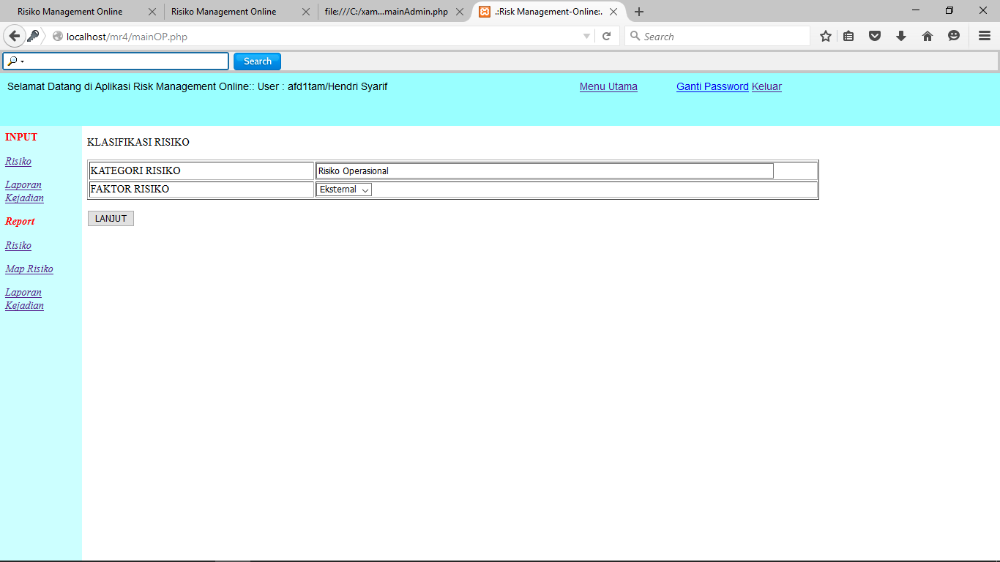 Risiko Management Online
Risiko Management Online
file:///C:/xam...mainAdmin.php
.:Risk Management-Online:.
localhost/mr4/mainOP.php
Search
Search
Selamat Datang di Aplikasi Risk Management Online:: User : afd1tam/Hendri Syarif
Menu Utama
Ganti Password Keluar
INPUT
Risiko
Laporan
Kejadian
Report
Risiko
Map Risiko
Laporan
Kejadian
KLASIFIKASI RISIKO
KATEGORI RISIKO
Risiko Operasional
FAKTOR RISIKO
Eksternal
LANJUT